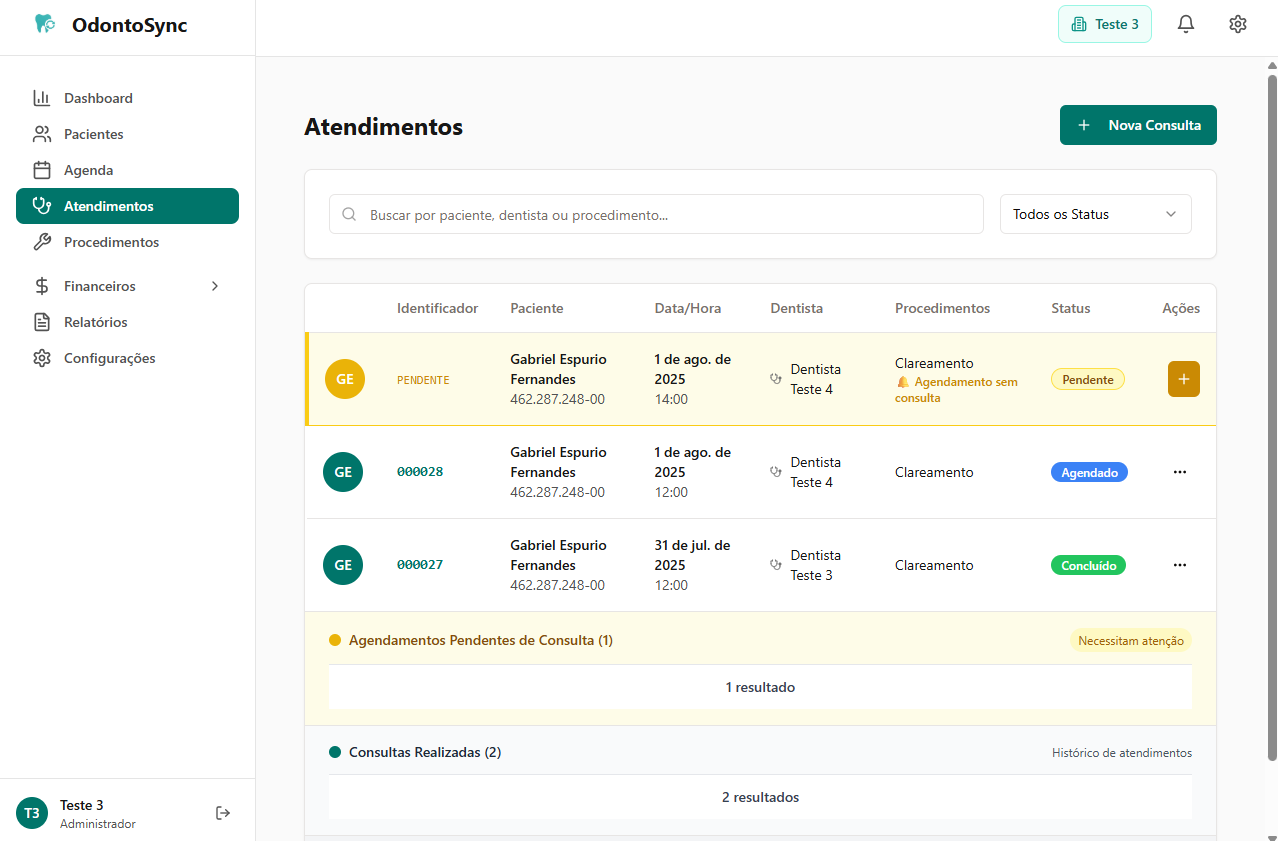 OdontoSync
Teste 3
Dashboard
Pacientes
Agenda
Atendimentos
Procedimentos
Financeiros
Relatórios
Configurações
T3
Teste 3
Administrador
Atendimentos
+ Nova Consulta
Buscar por paciente, dentista ou procedimento...
Todos os Status
Identificador Paciente Data/Hora Dentista Procedimentos Status Ações
GE
PENDENTE
Gabriel Espurio
Fernandes
462.287.248-00
1 de ago. de
2025
14:00
Dentista
Teste 4
Clareamento
Agendamento sem
consulta
Pendente
+
GE
000028
Gabriel Espurio
Fernandes
462.287.248-00
1 de ago. de
2025
12:00
Dentista
Teste 4
Clareamento
Agendado
...
GE
000027
Gabriel Espurio
Fernandes
462.287.248-00
31 de jul. de
2025
12:00
Dentista
Teste 3
Clareamento
Concluído
...
Agendamentos Pendentes de Consulta (1)
Necessitam atenção
1 resultado
Consultas Realizadas (2)
Histórico de atendimentos
2 resultados